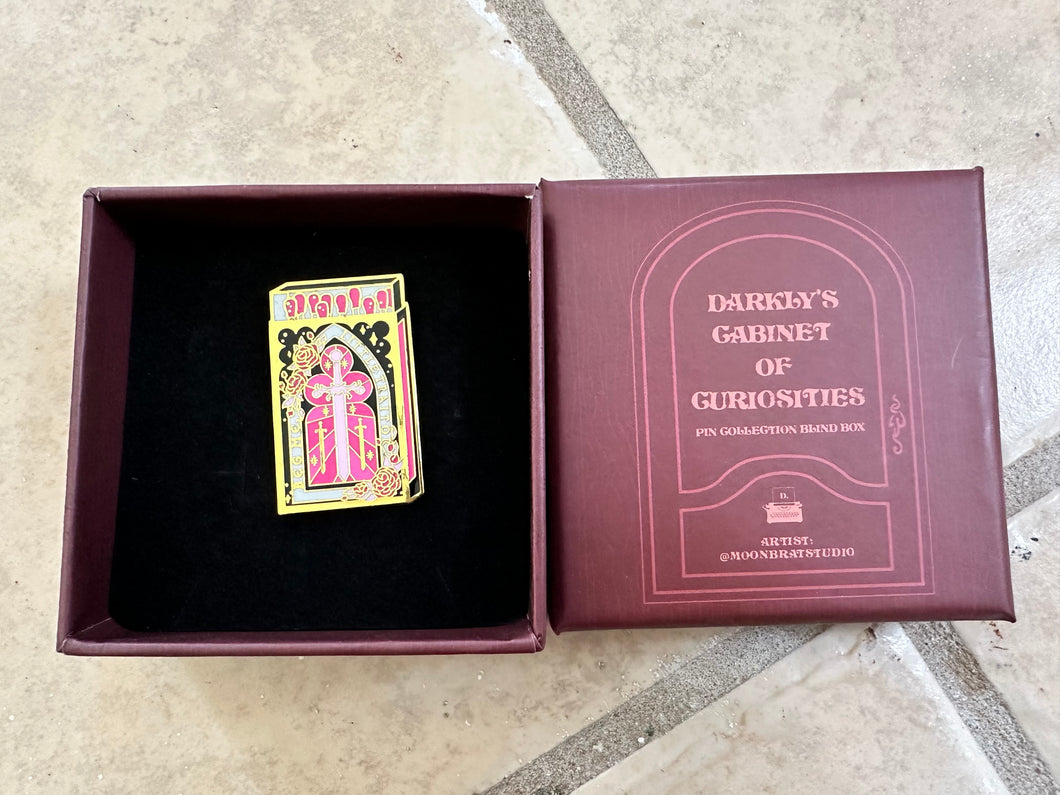 DARKLY'S
CABINET
OF
CURIOSITIES
PIN COLLECTION BLIND BOX
D.
ARTIST:
@MOONBRATSTUDIO